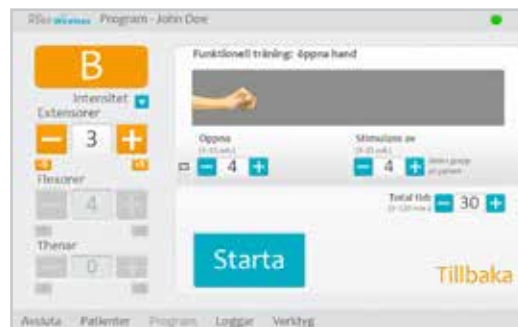 Program - John Doe
B
Funktionell träning: öppna hand
Intensitet
Extensorer
3
Öppna
Stimulans av
4
4
Flexorer
4
Total tid:
30
Thenar
0
Starta
Tillbaka
Avsluta Patienter Program Loggar Verktyg